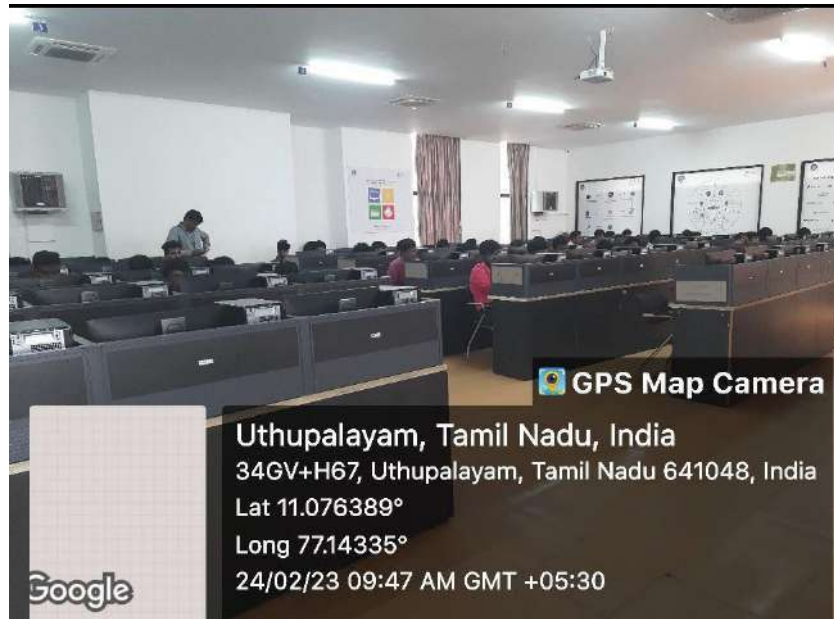 GPS Map Camera
Uthupalayam, Tamil Nadu, India
34GV+H67, Uthupalayam, Tamil Nadu 641048, India
Lat 11.076389°
Long 77.14335°
24/02/23 09:47 AM GMT +05:30
Google